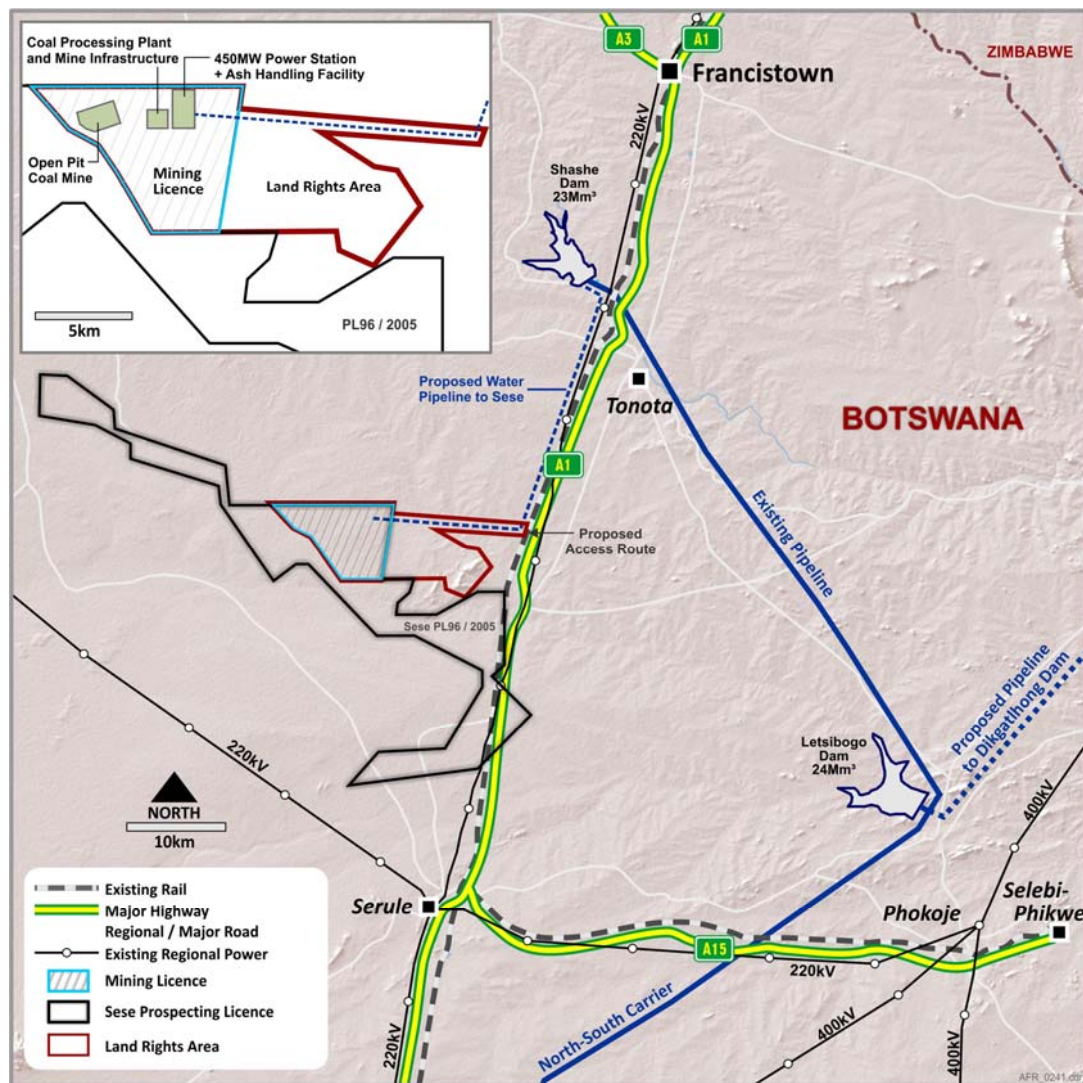 Coal Processing Plant
and Mine Infrastructure
450MW Power Station
+ Ash Handling Facility
Open Pit
Coal Mine
Mining
Licence
Land Rights Area
5km
PL96 / 2005
A3
A1
Francistown
ZIMBABWE
220kV
Shashe
Dam
23Mm³
Proposed Water
Pipeline to Sese
Tonota
BOTSWANA
A1
Existing Pipeline
Proposed
Access Route
Sese PL96 / 2005
Proposed Pipeline
to Dikgatlhong Dam
Letsibogo
Dam
24Mm³
220kV
NORTH
10km
400kV
Existing Rail
Major Highway
Regional / Major Road
Existing Regional Power
Mining Licence
Sese Prospecting Licence
Land Rights Area
Serule
Phokoje
Selebi-
Phikwe
A15
220kV
North-South Carrier
400kV
400kV
220kV
AFR_0241.cdr